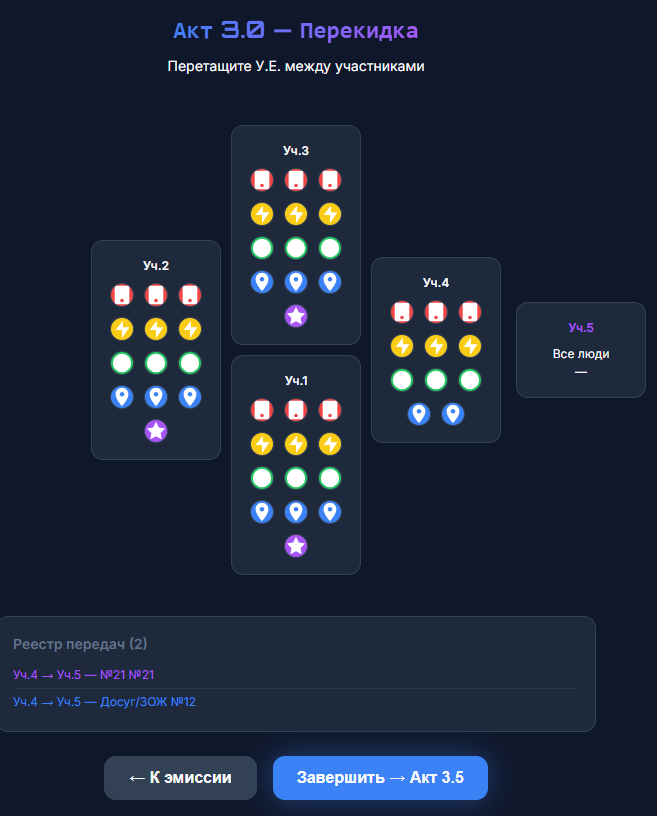 Акт 3.0 — Перекидка
Перетащите У.Е. между участниками
Уч.3
Уч.2
Уч.4
Уч.5
Все люди
—
Уч.1
Реестр передач (2)
Уч.4 → Уч.5 — №21 №21
Уч.4 → Уч.5 — Досуг/ЗОЖ №12
← К эмиссии
Завершить → Акт 3.5